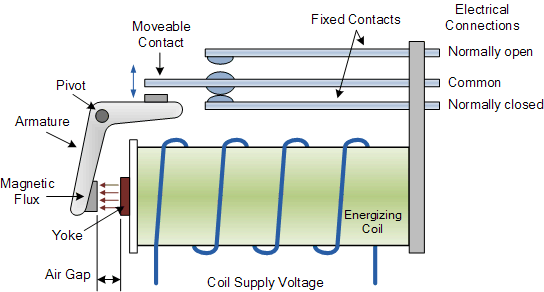 Moveable
Contact
Fixed Contacts
Electrical
Connections
Normally open
Pivot
Common
Normally closed
Armature
Magnetic
Flux
Energizing
Coil
Yoke
Air Gap
Coil Supply Voltage